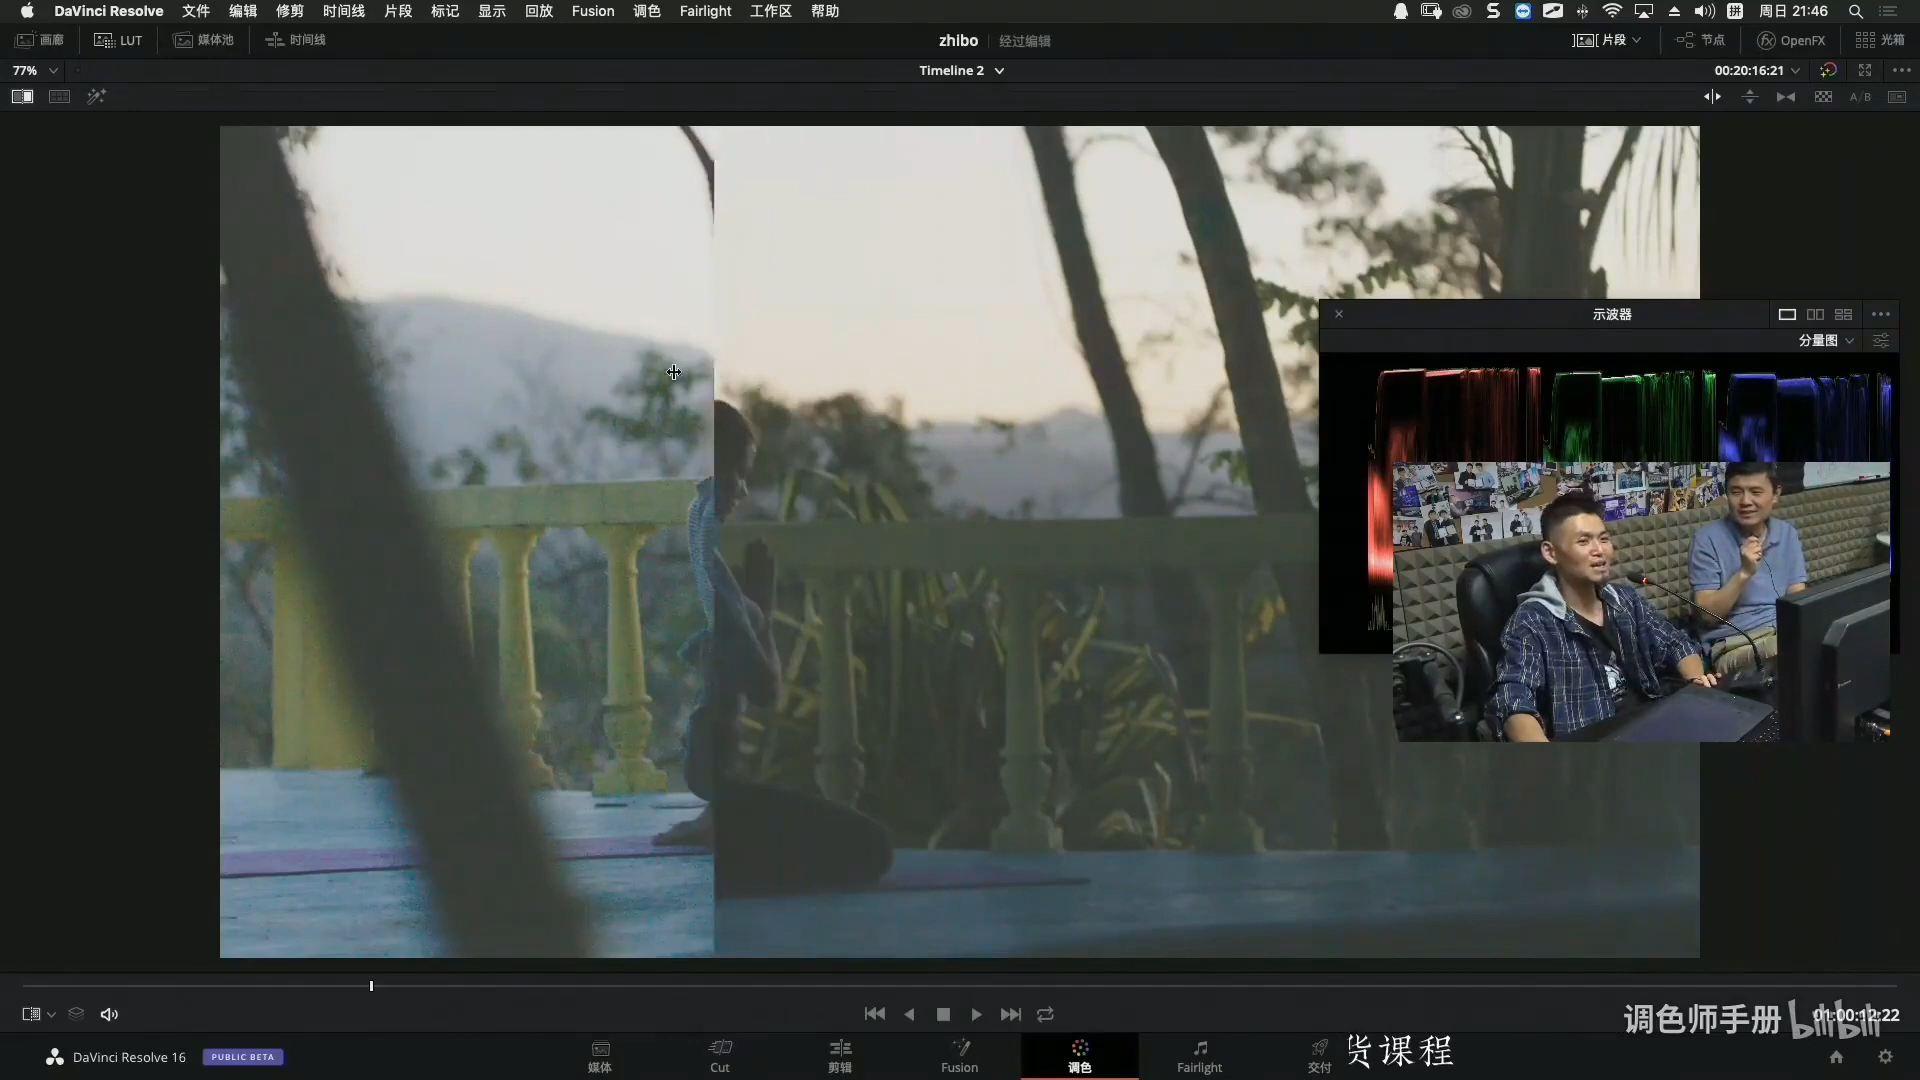 DaVinci Resolve 文件 编辑 修剪 时间线 片段 标记 显示 回放 Fusion 调色 Fairlight 工作区 帮助 拼 周日 21:46
画廊 LUT 媒体池 时间线 zhibo 经过编辑 片段 节点 fx OpenFX 光箱
77% Timeline 2 00:20:16:21
A/B
示波器
分量图
调色师手册 bilibili 01:00:12:22
DaVinci Resolve 16 PUBLIC BETA 媒体 Cut 剪辑 Fusion 调色 Fairlight 交付 货课程